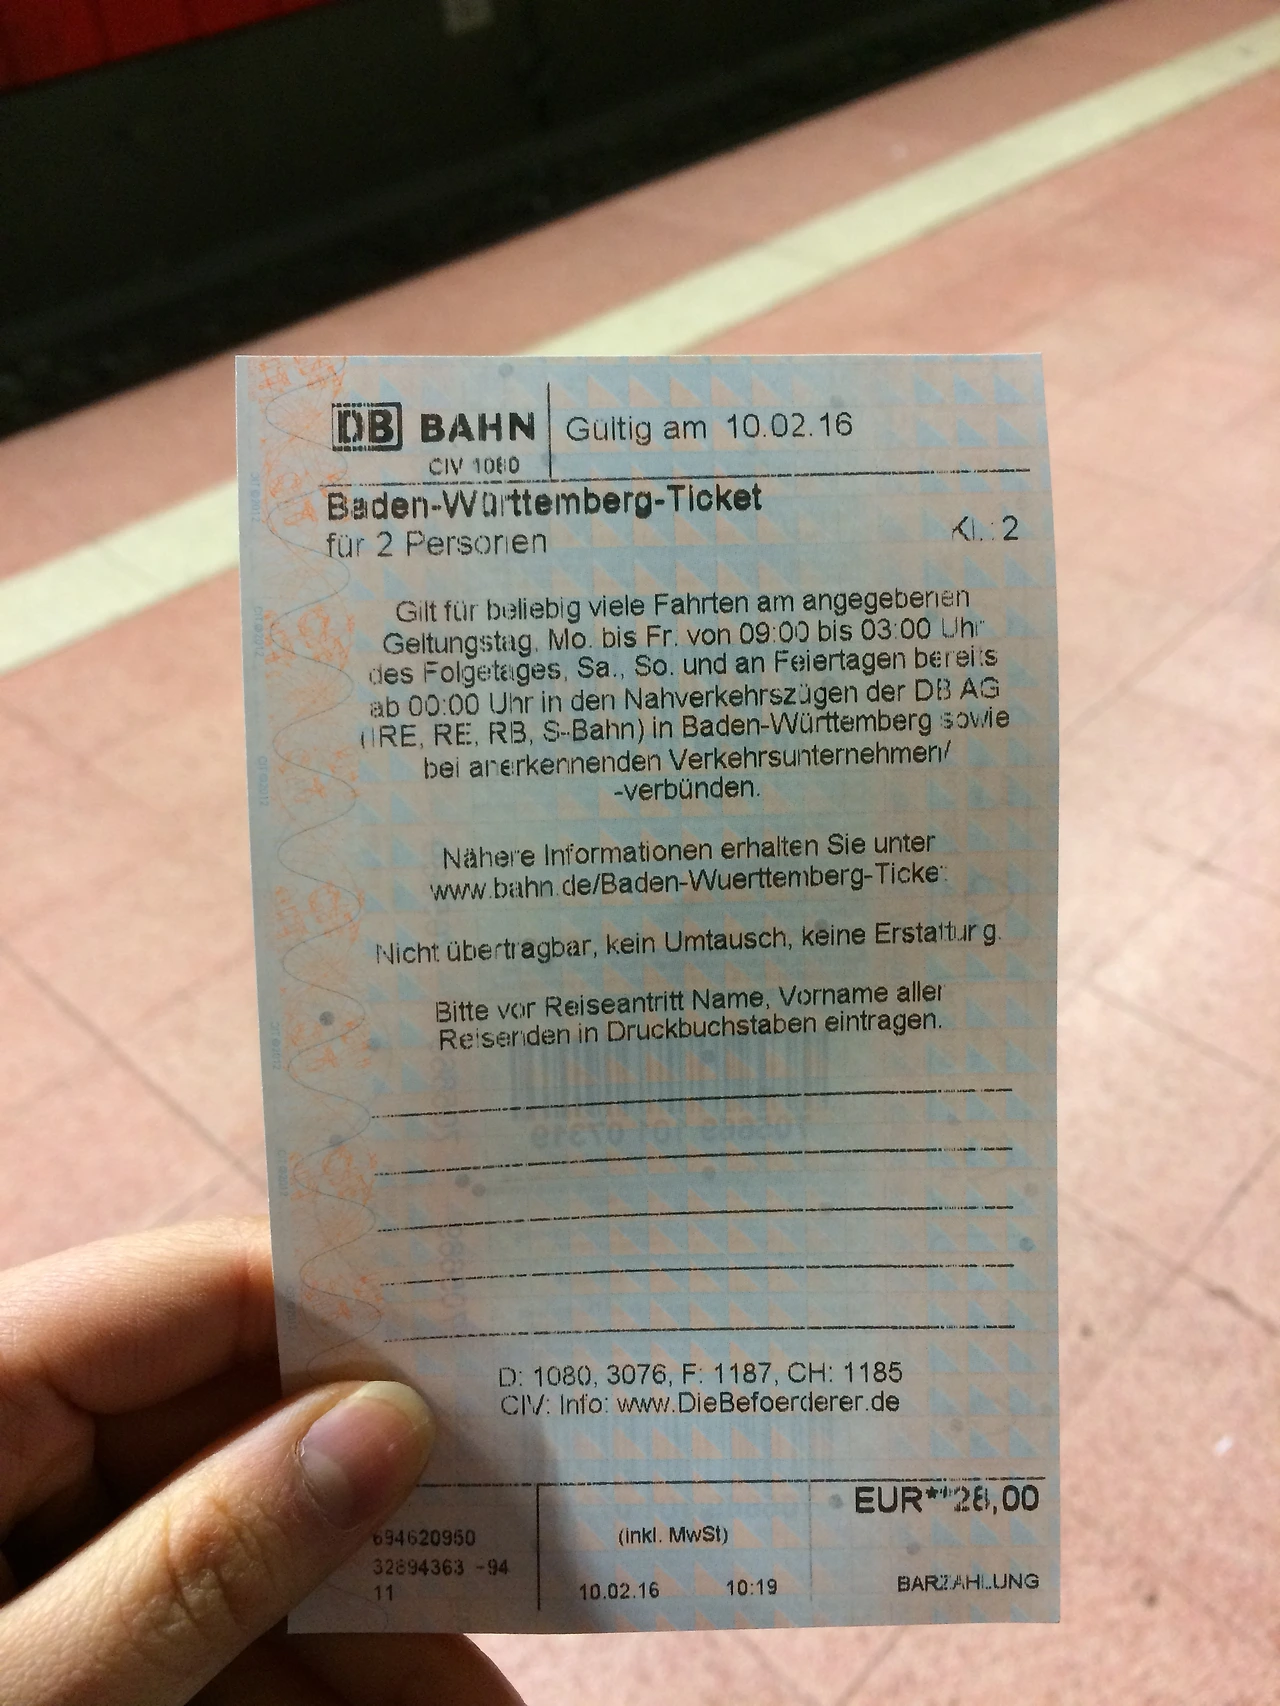 DB BAHN
Gültig am 10.02.16
CIV 1080
Baden-Württemberg-Ticket
für 2 Personen
Kl.: 2
Gilt für beliebig viele Fahrten am angegebenen
Geltungstag, Mo. bis Fr. von 09:00 bis 03:00 Uhr
des Folgetages, Sa., So. und an Feiertagen bereits
ab 00:00 Uhr in den Nahverkehrszügen der DB AG
(IRE, RE, RB, S-Bahn) in Baden-Württemberg sowie
bei anerkennenden Verkehrsunternehmen/
-verbünden.
Nähere Informationen erhalten Sie unter
www.bahn.de/Baden-Wuerttemberg-Ticket
Nicht übertragbar, kein Umtausch, keine Erstattung.
Bitte vor Reiseantritt Name, Vorname aller
Reisenden in Druckbuchstaben eintragen.
D: 1080, 3076, F: 1187, CH: 1185
CIV: Info: www.DieBefoerderer.de
EUR**28,00
694620950
(inkl. MwSt)
32894363 -94
11
10.02.16 10:19
BARZAHLUNG